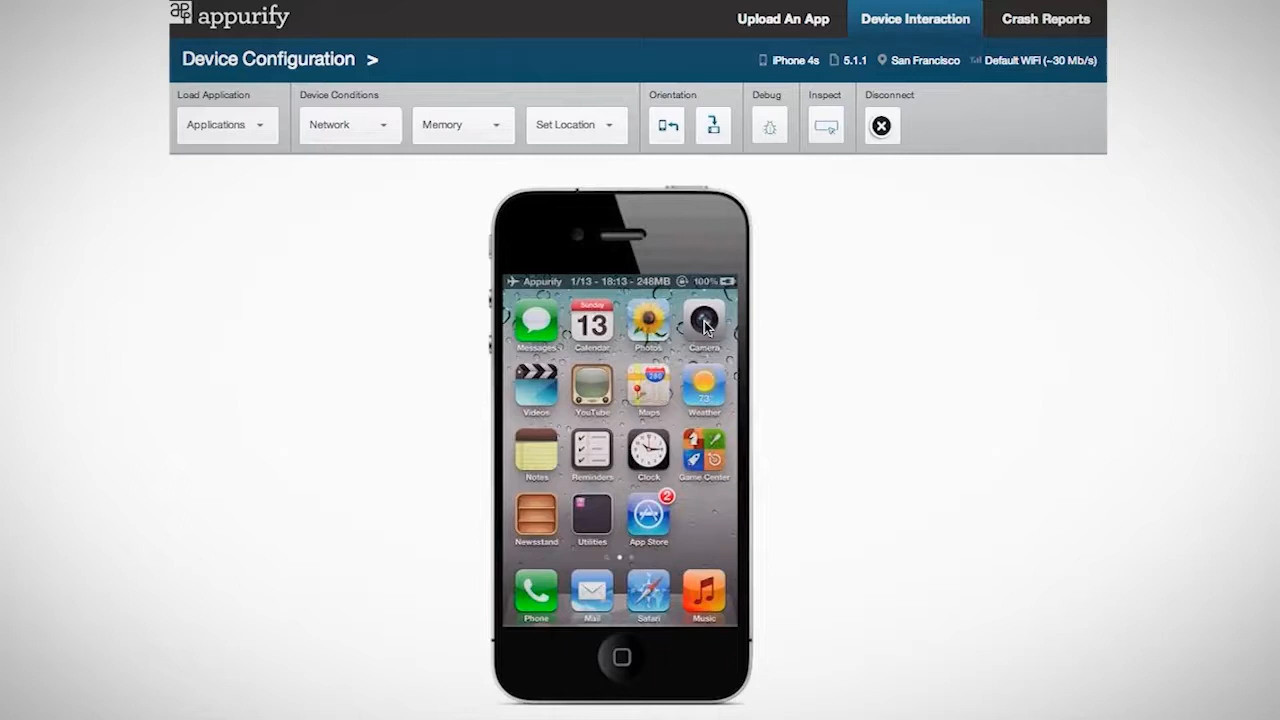 appurify
Upload An App
Device Interaction
Crash Reports
Device Configuration >
iPhone 4s
5.1.1
San Francisco
Default WiFi (~30 Mb/s)
Load Application
Device Conditions
Orientation
Debug
Inspect
Disconnect
Applications
Network
Memory
Set Location
Appurify 1/13 - 18:13 - 248MB 100%
Sunday
13
Messages Calendar Photos Camera
280
73°
Videos YouTube Maps Weather
Notes Reminders Clock Game Center
2
Newsstand Utilities App Store
Phone Mail Safari Music